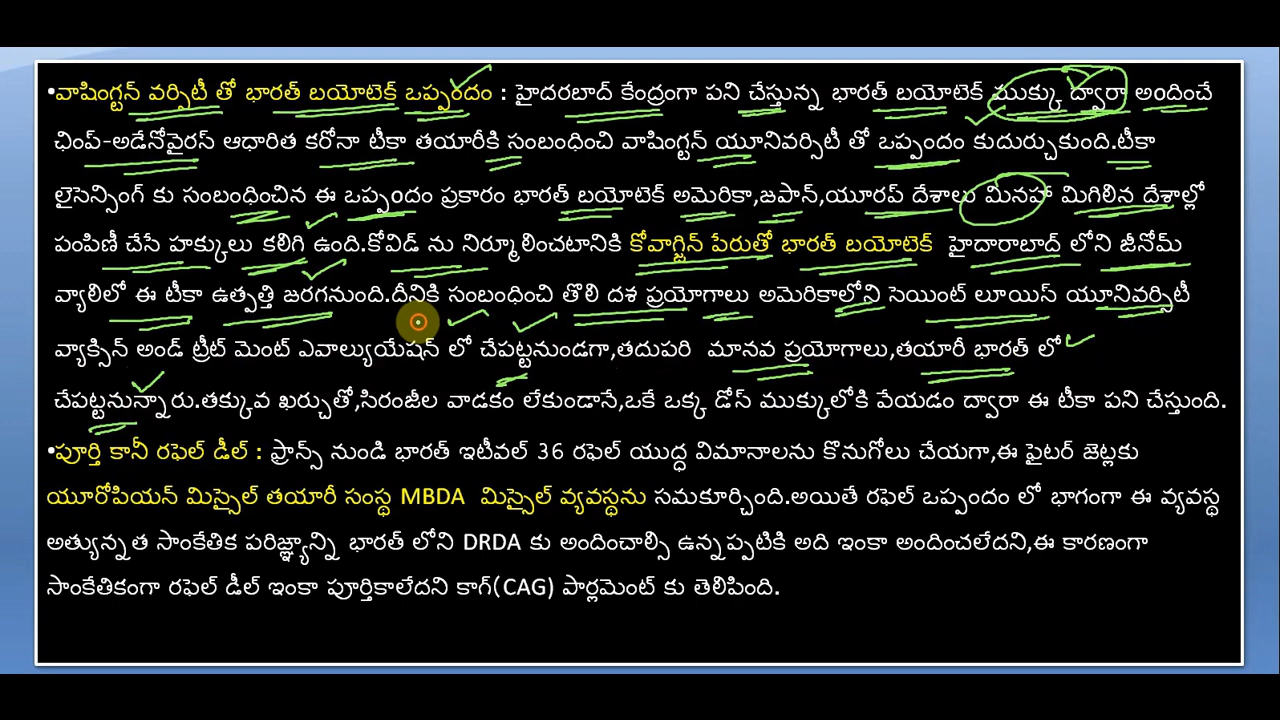 •వాషింగ్టన్ వర్సిటీ తో భారత్ బయోటెక్ ఒప్పందం : హైదరబాద్ కేంద్రంగా పని చేస్తున్న భారత్ బయోటెక్ ముక్కు ద్వారా అందించే
ఛింప్-అడేనోవైరస్ ఆధారిత కరోనా టీకా తయారీకి సంబంధించి వాషింగ్టన్ యూనివర్సిటీ తో ఒప్పందం కుదుర్చుకుంది.టీకా
లైసెన్సింగ్ కు సంబంధించిన ఈ ఒప్పందం ప్రకారం భారత్ బయోటెక్ అమెరికా,జపాన్,యూరప్ దేశాలు మినహా మిగిలిన దేశాల్లో
పంపిణీ చేసే హక్కులు కలిగి ఉంది.కోవిడ్ ను నిర్మూలించటానికి కోవాగ్జిన్ పేరుతో భారత్ బయోటెక్ హైదారాబాద్ లోని జీనోమ్
వ్యాలిలో ఈ టీకా ఉత్పత్తి జరగనుంది.దీనికి సంబంధించి తొలి దశ ప్రయోగాలు అమెరికాలోని సెయింట్ లూయిస్ యూనివర్సిటీ
వ్యాక్సిన్ అండ్ ట్రీట్ మెంట్ ఎవాల్యుయేషన్ లో చేపట్టనుండగా,తదుపరి మానవ ప్రయోగాలు,తయారీ భారత్ లో
చేపట్టనున్నారు.తక్కువ ఖర్చుతో,సిరంజీల వాడకం లేకుండానే,ఒకే ఒక్క డోస్ ముక్కులోకి వేయడం ద్వారా ఈ టీకా పని చేస్తుంది.
•పూర్తి కానీ రఫెల్ డీల్ : ఫ్రాన్స్ నుండి భారత్ ఇటీవల్ 36 రఫెల్ యుద్ధ విమానాలను కొనుగోలు చేయగా,ఈ ఫైటర్ జెట్లకు
యూరోపియన్ మిస్సైల్ తయారీ సంస్థ MBDA మిస్సైల్ వ్యవస్థను సమకూర్చింది.అయితే రఫెల్ ఒప్పందం లో భాగంగా ఈ వ్యవస్థ
అత్యున్నత సాంకేతిక పరిజ్ఞాన్ని భారత్ లోని DRDA కు అందించాల్సి ఉన్నప్పటికి అది ఇంకా అందించలేదని,ఈ కారణంగా
సాంకేతికంగా రఫెల్ డీల్ ఇంకా పూర్తికాలేదని కాగ్(CAG) పార్లమెంట్ కు తెలిపింది.